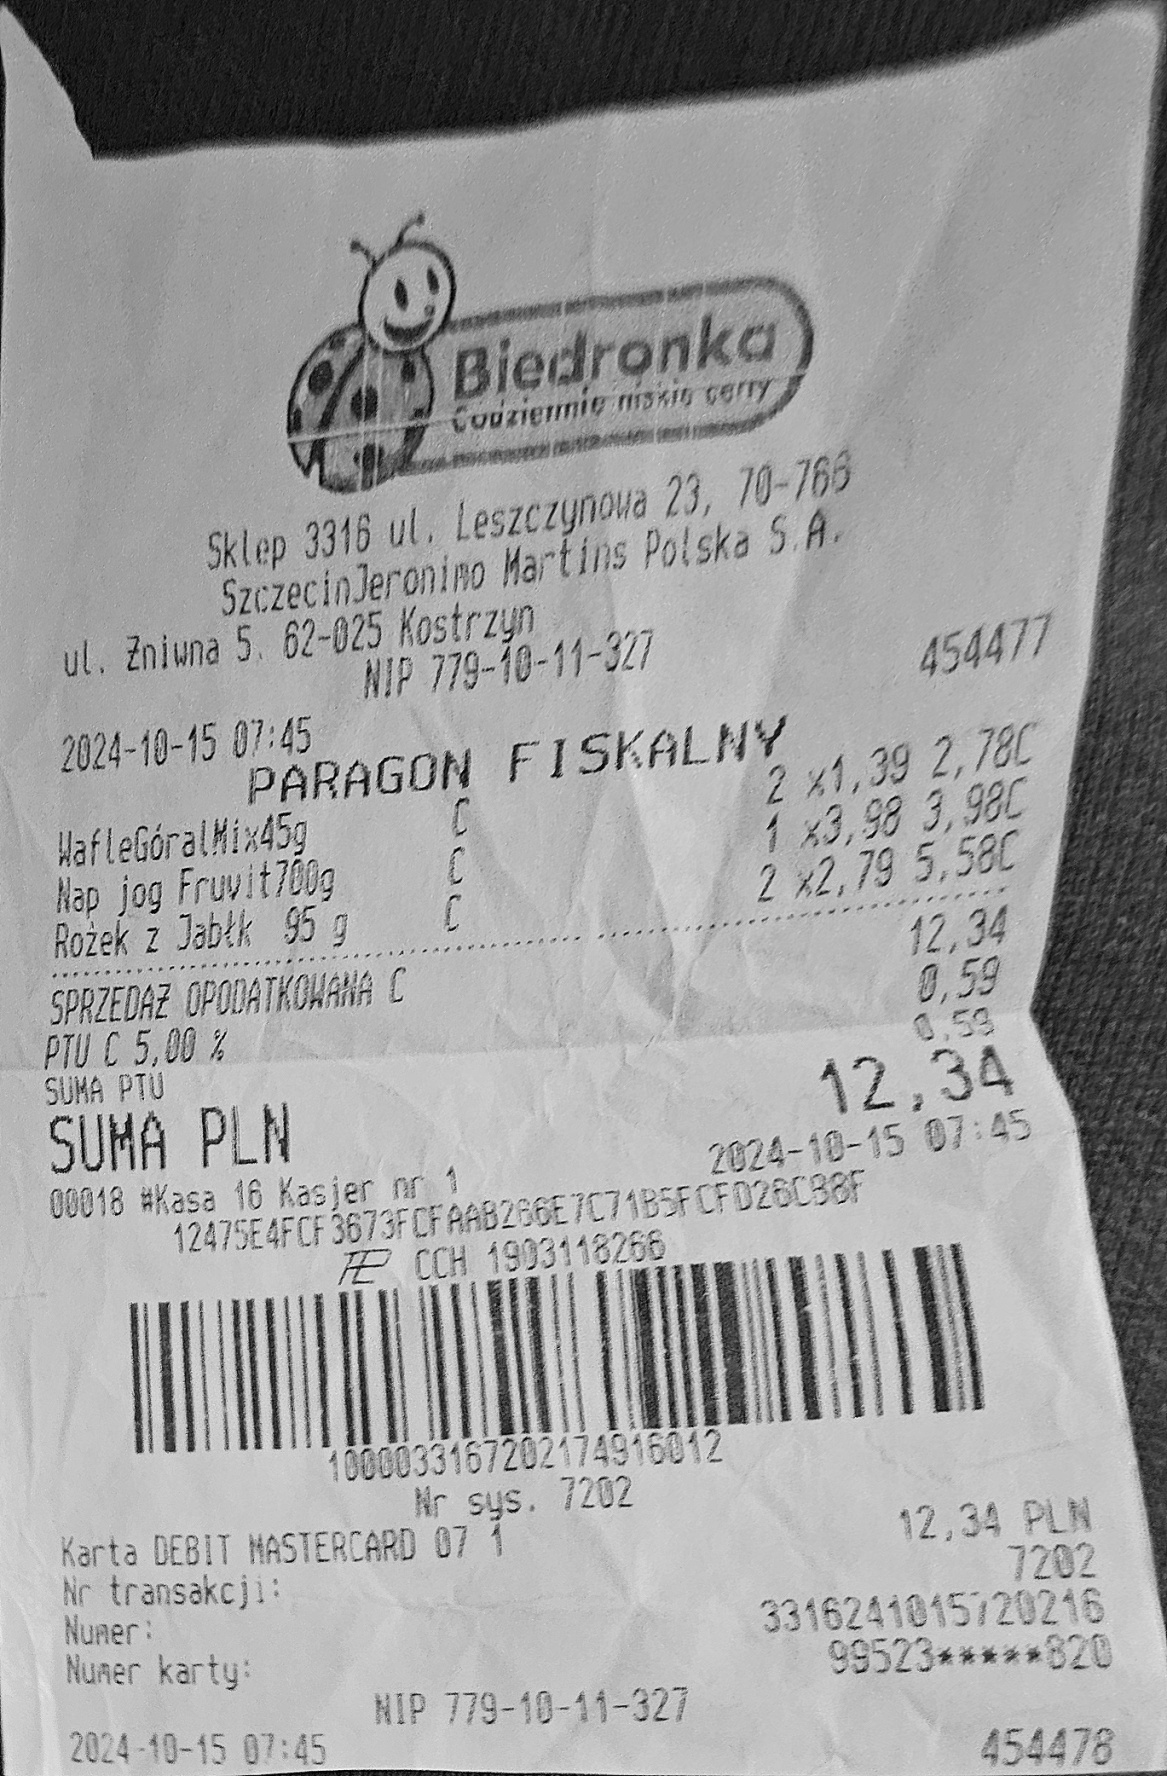 Biedronka
Codziennie niskie ceny
Sklep 3316 ul. Leszczynowa 23, 70-766
SzczecinJeronimo Martins Polska S.A.
ul. Żniwna 5. 62-025 Kostrzyn
NIP 779-10-11-327
2024-10-15 07:45 454477
PARAGON FISKALNY
WafleGóralMix45g C 2 x1,39 2,78C
Nap jog Fruvit700g C 1 x3,98 3,98C
Rożek z Jabłk 95 g C 2 x2,79 5,58C
SPRZEDAŻ OPODATKOWANA C 12,34
PTU C 5,00 % 0,59
SUMA PTU 0,59
SUMA PLN 12,34
00018 #Kasa 16 Kasjer nr 1 2024-10-15 07:45
CCH 1903118266
1000033167202174916012
Nr sys. 7202
Karta DEBIT MASTERCARD 07 1 12,34 PLN
Nr transakcji: 7202
Numer: 3316241015720216
Numer karty: 99523*****820
NIP 779-10-11-327
2024-10-15 07:45 454478